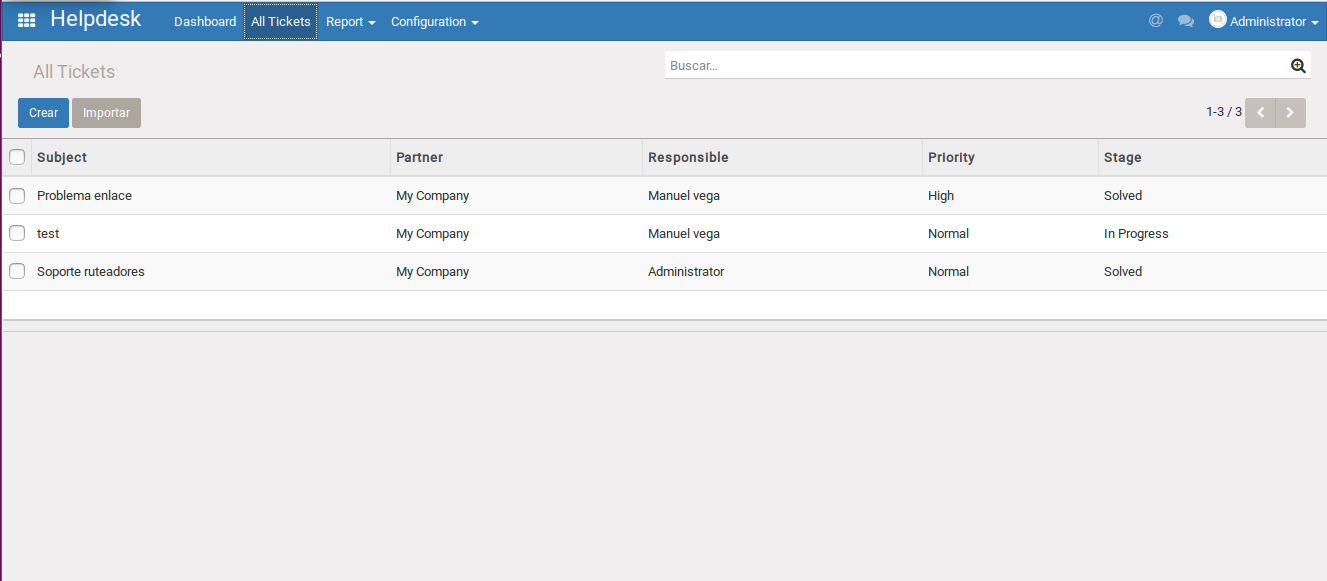 Helpdesk Dashboard All Tickets Report Configuration @ Administrator
All Tickets Buscar...
Crear Importar 1-3 / 3
Subject Partner Responsible Priority Stage
Problema enlace My Company Manuel vega High Solved
test My Company Manuel vega Normal In Progress
Soporte ruteadores My Company Administrator Normal Solved